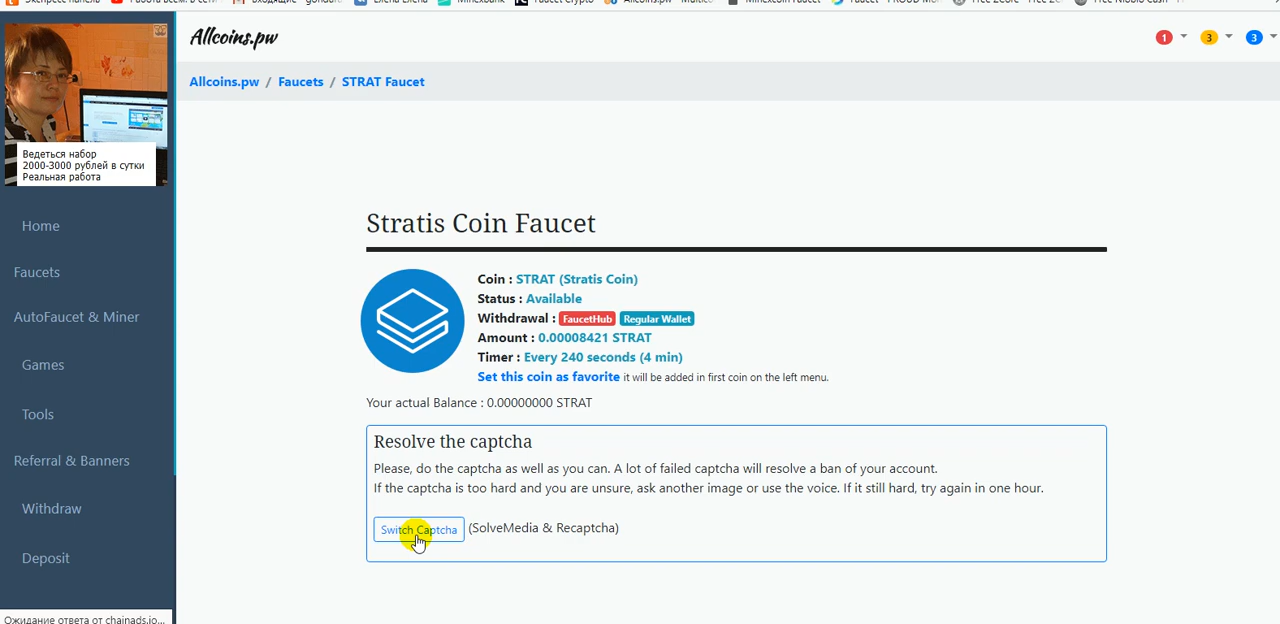 Allcoins.pw
1
3
3
Allcoins.pw / Faucets / STRAT Faucet
Ведеться набор
2000-3000 рублей в сутки
Реальная работа
Home
Faucets
AutoFaucet & Miner
Games
Tools
Referral & Banners
Withdraw
Deposit
Stratis Coin Faucet
Coin : STRAT (Stratis Coin)
Status : Available
Withdrawal : FaucetHub Regular Wallet
Amount : 0.00008421 STRAT
Timer : Every 240 seconds (4 min)
Set this coin as favorite it will be added in first coin on the left menu.
Your actual Balance : 0.00000000 STRAT
Resolve the captcha
Please, do the captcha as well as you can. A lot of failed captcha will resolve a ban of your account.
If the captcha is too hard and you are unsure, ask another image or use the voice. If it still hard, try again in one hour.
Switch Captcha (SolveMedia & Recaptcha)
Ожидание ответа от chainads.io...